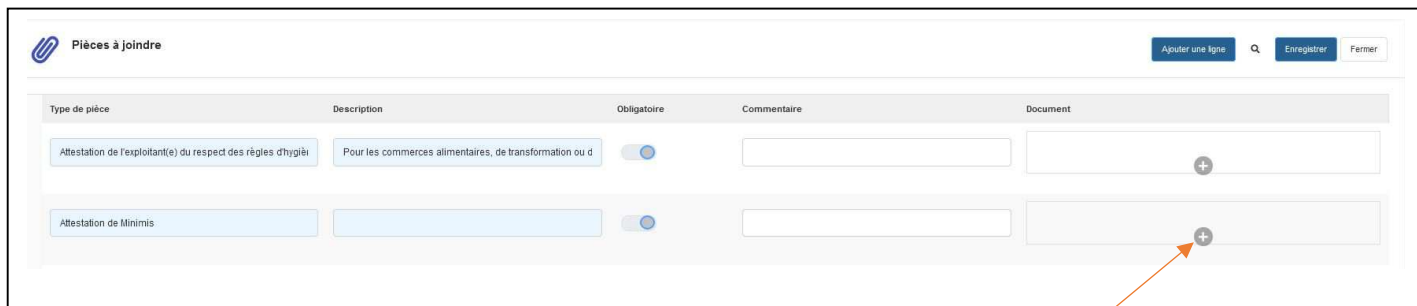 Pièces à joindre
Ajouter une ligne Enregistrer Fermer
Type de pièce Description Obligatoire Commentaire Document
Attestation de l'exploitant(e) du respect des règles d'hygiè Pour les commerces alimentaires, de transformation ou d
Attestation de Minimis